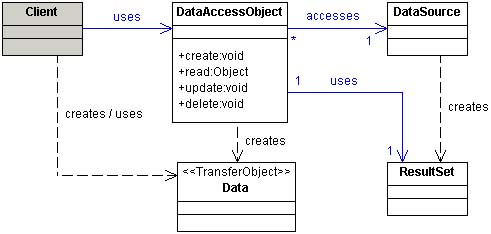 Client
uses
DataAccessObject
accesses
DataSource
*
1
+create:void
+read:Object
+update:void
+delete:void
1
uses
creates
creates / uses
creates
1
<<TransferObject>>
Data
ResultSet